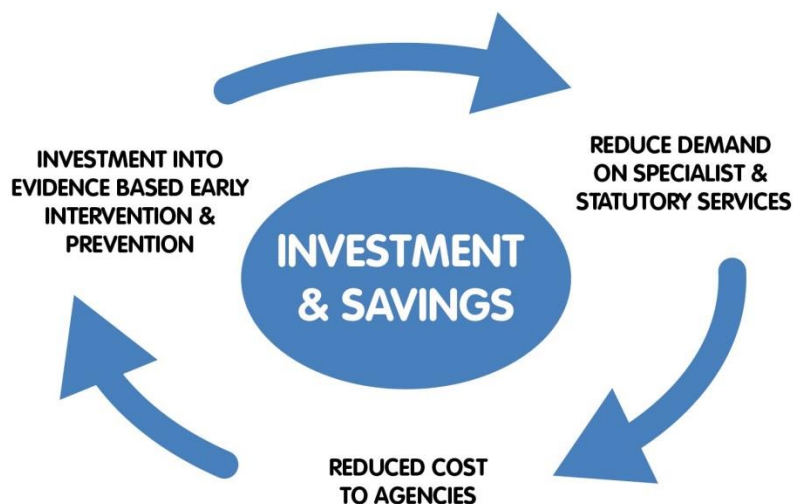 INVESTMENT INTO
EVIDENCE BASED EARLY
INTERVENTION &
PREVENTION
REDUCE DEMAND
ON SPECIALIST &
STATUTORY SERVICES
INVESTMENT
& SAVINGS
REDUCED COST
TO AGENCIES